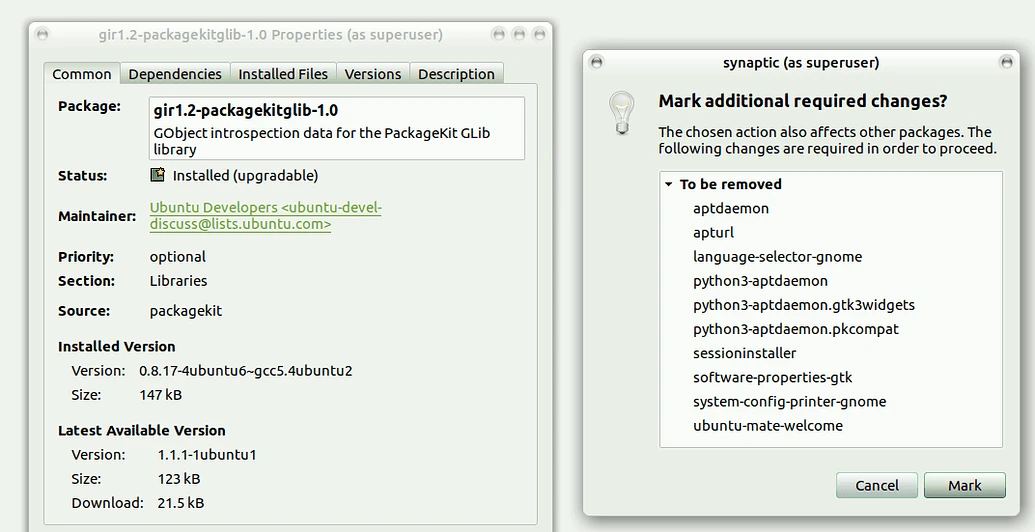 gir1.2-packagekitglib-1.0 Properties (as superuser)
Common Dependencies Installed Files Versions Description
Package: gir1.2-packagekitglib-1.0
GObject introspection data for the PackageKit GLib
library
Status: Installed (upgradable)
Maintainer: Ubuntu Developers <ubuntu-devel-
discuss@lists.ubuntu.com>
Priority: optional
Section: Libraries
Source: packagekit
Installed Version
Version: 0.8.17-4ubuntu6~gcc5.4ubuntu2
Size: 147 kB
Latest Available Version
Version: 1.1.1-1ubuntu1
Size: 123 kB
Download: 21.5 kB
synaptic (as superuser)
Mark additional required changes?
The chosen action also affects other packages. The
following changes are required in order to proceed.
To be removed
aptdaemon
apturl
language-selector-gnome
python3-aptdaemon
python3-aptdaemon.gtk3widgets
python3-aptdaemon.pkcompat
sessioninstaller
software-properties-gtk
system-config-printer-gnome
ubuntu-mate-welcome
Cancel Mark